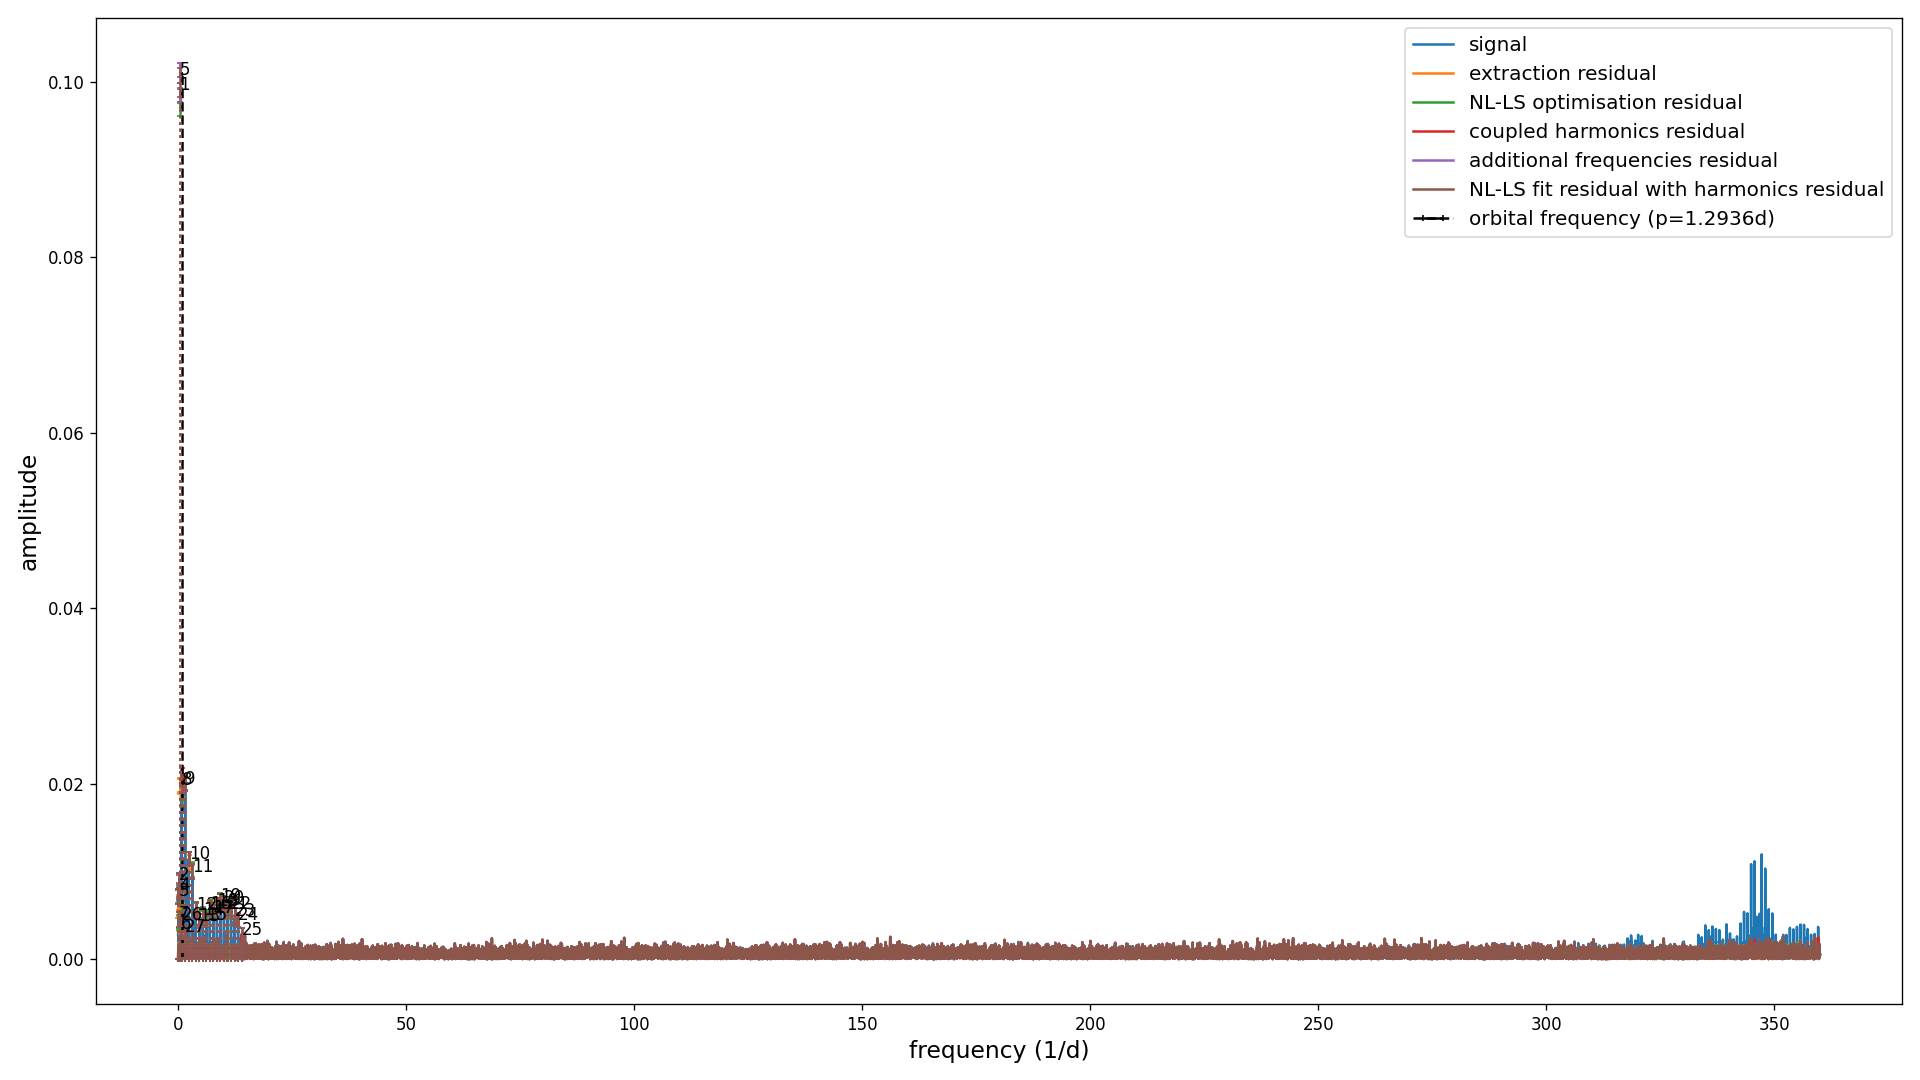 signal
extraction residual
NL-LS optimisation residual
coupled harmonics residual
additional frequencies residual
NL-LS fit residual with harmonics residual
orbital frequency (p=1.2936d)
amplitude
0.10
0.08
0.06
0.04
0.02
0.00
5
1
9
10
11
24
25
27
0
50
100
150
200
250
300
350
frequency (1/d)